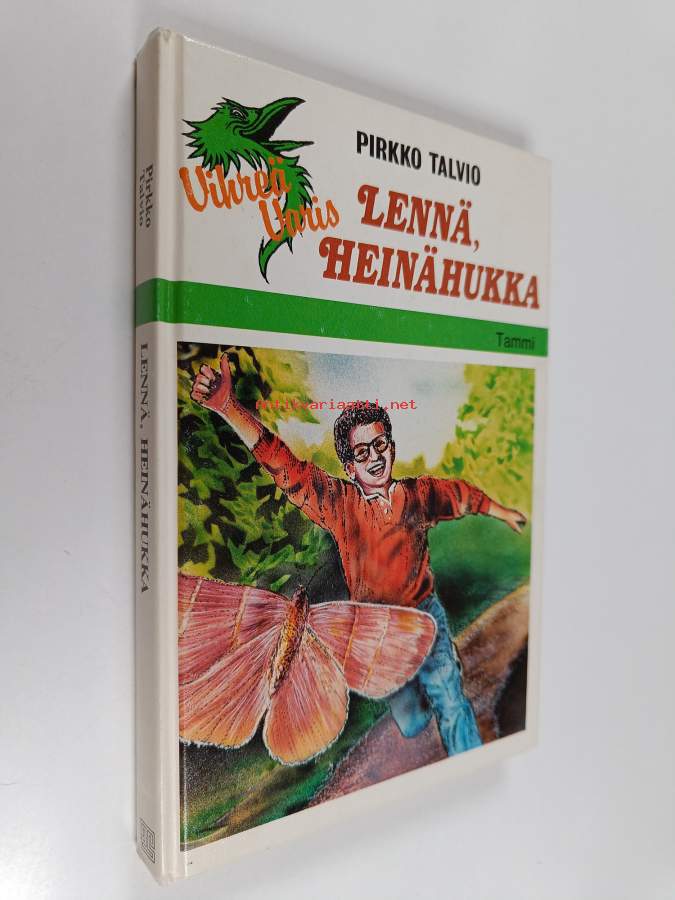 Pirkko
Talvio
LENNÄ, HEINÄHUKKA
Vihreä
Varis
PIRKKO TALVIO
LENNÄ,
HEINÄHUKKA
Tammi
antikvariaatti.net